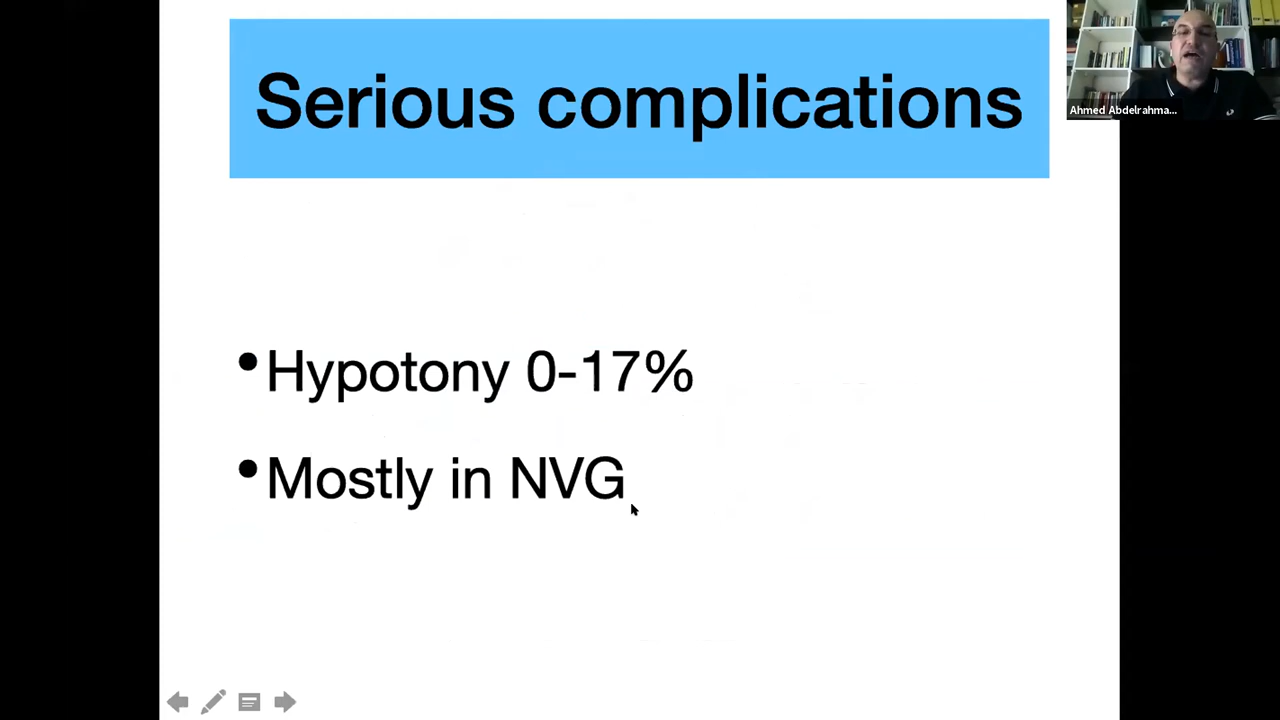 Serious complications
Ahmed Abdelrahma...
•Hypotony 0-17%
•Mostly in NVG